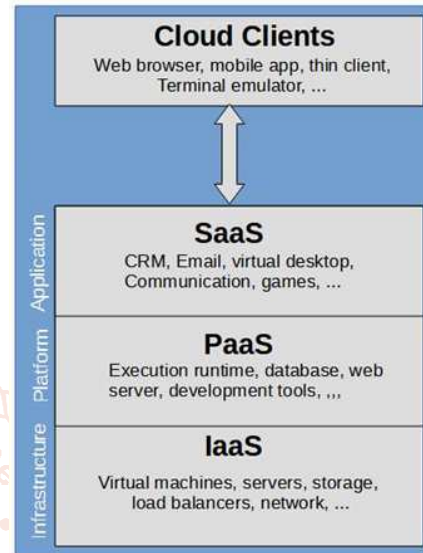 Cloud Clients
Web browser, mobile app, thin client,
Terminal emulator, ...
Application
SaaS
CRM, Email, virtual desktop,
Communication, games, ...
Platform
PaaS
Execution runtime, database, web
server, development tools, ,,,
Infrastructure
IaaS
Virtual machines, servers, storage,
load balancers, network, ...